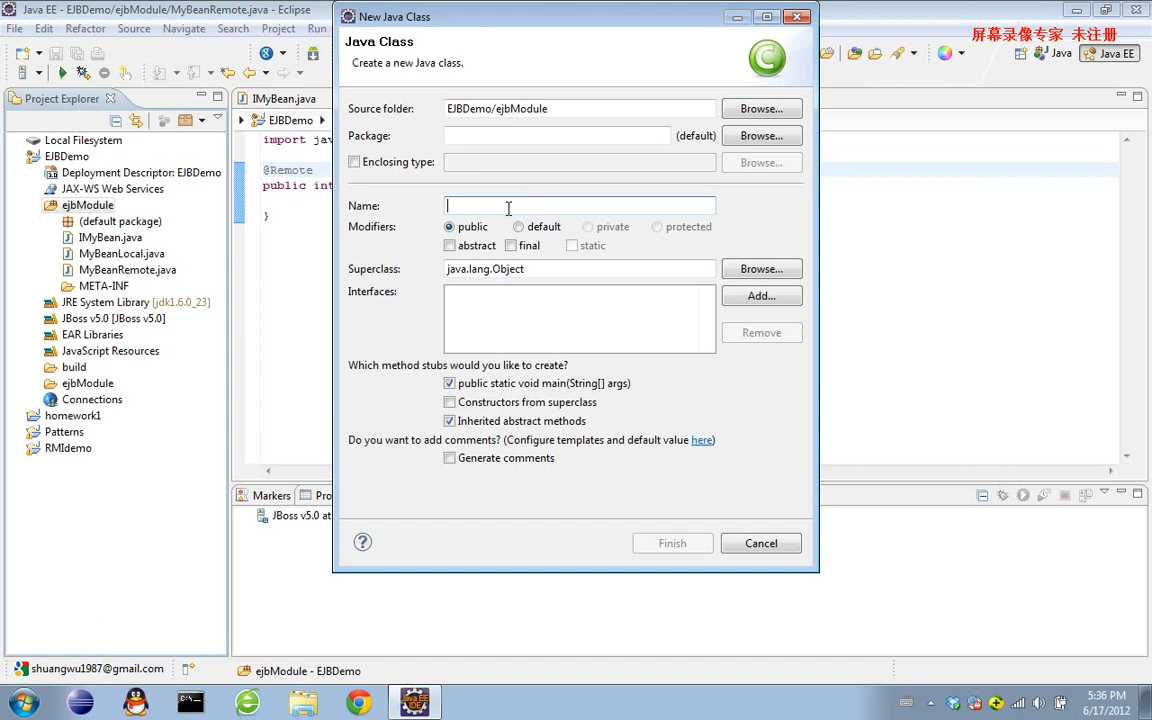 Java EE - EJBDemo/ejbModule/MyBeanRemote.java - Eclipse
File Edit Refactor Source Navigate Search Project Run
屏幕录像专家 未注册
Java Java EE
Project Explorer
Local Filesystem
EJBDemo
Deployment Descriptor: EJBDemo
JAX-WS Web Services
ejbModule
(default package)
IMyBean.java
MyBeanLocal.java
MyBeanRemote.java
META-INF
JRE System Library [jdk1.6.0_23]
JBoss v5.0 [JBoss v5.0]
EAR Libraries
JavaScript Resources
build
ejbModule
Connections
homework1
Patterns
RMIdemo
IMyBean.java
EJBDemo
import jav
@Remote
public int
}
Markers Pro
JBoss v5.0 at
New Java Class
Java Class
Create a new Java class.
C
Source folder: EJBDemo/ejbModule Browse...
Package: (default) Browse...
Enclosing type: Browse...
Name:
Modifiers: public default private protected
abstract final static
Superclass: java.lang.Object Browse...
Interfaces: Add...
Remove
Which method stubs would you like to create?
public static void main(String[] args)
Constructors from superclass
Inherited abstract methods
Do you want to add comments? (Configure templates and default value here)
Generate comments
? Finish Cancel
shuangwu1987@gmail.com ejbModule - EJBDemo
5:36 PM
6/17/2012